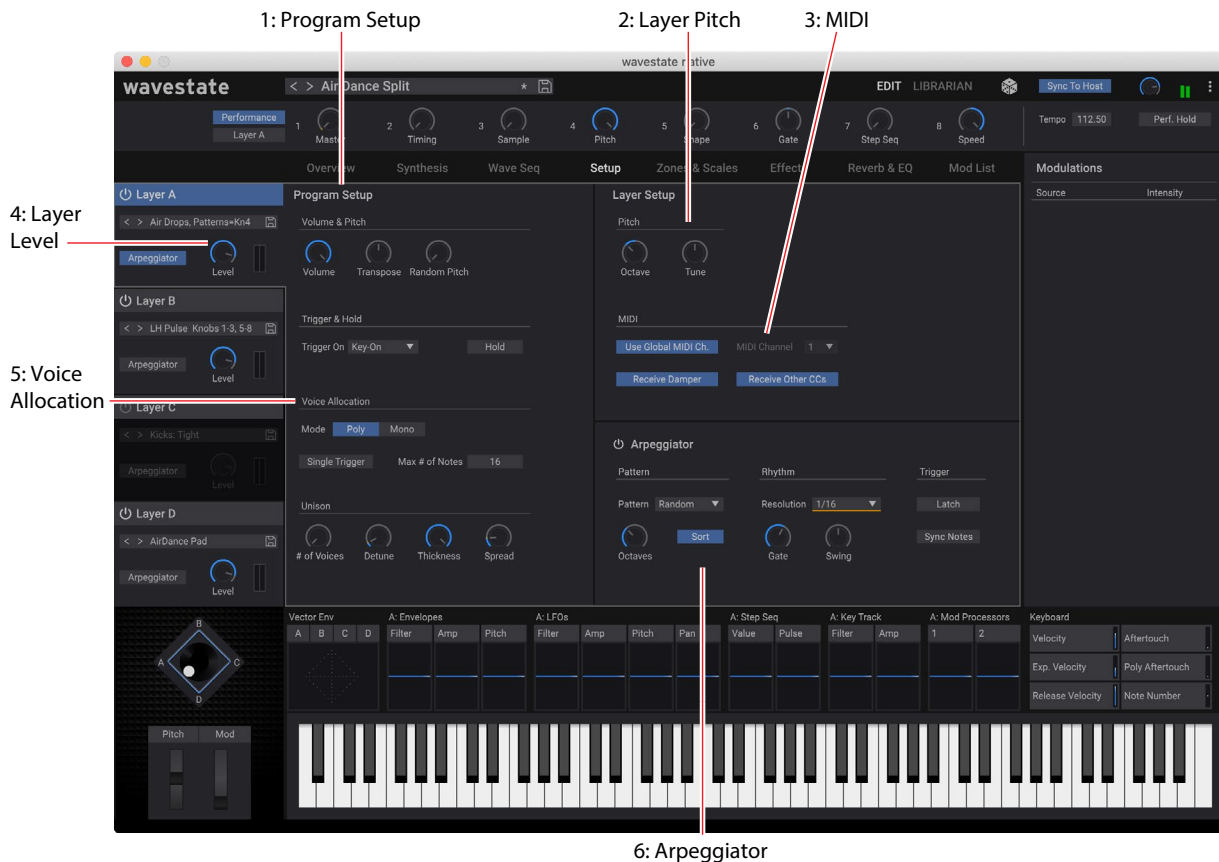 1: Program Setup
2: Layer Pitch
3: MIDI
wavestate native
wavestate
< > AirDance Split *
EDIT LIBRARIAN
Sync To Host
Performance
Layer A
1 Master
2 Timing
3 Sample
4 Pitch
5 Shape
6 Gate
7 Step Seq
8 Speed
Tempo 112.50
Perf. Hold
Overview Synthesis Wave Seq Setup Zones & Scales Effects Reverb & EQ Mod List
Modulations
Source Intensity
4: Layer
Level
Layer A
< > Air Drops, Patterns=Kn4
Arpeggiator
Level
Layer B
< > LH Pulse Knobs 1-3, 5-8
Arpeggiator
Level
5: Voice
Allocation
Layer C
< > Kicks: Tight
Arpeggiator
Level
Layer D
< > AirDance Pad
Arpeggiator
Level
Program Setup
Volume & Pitch
Volume Transpose Random Pitch
Trigger & Hold
Trigger On Key-On Hold
Voice Allocation
Mode Poly Mono
Single Trigger Max # of Notes 16
Unison
# of Voices Detune Thickness Spread
Layer Setup
Pitch
Octave Tune
MIDI
Use Global MIDI Ch. MIDI Channel 1
Receive Damper Receive Other CCs
Arpeggiator
Pattern Rhythm Trigger
Pattern Random Resolution 1/16 Latch
Sort Sync Notes
Octaves Gate Swing
B
A C
D
Pitch Mod
Vector Env
A B C D
A: Envelopes
Filter Amp Pitch
A: LFOs
Filter Amp Pitch Pan
A: Step Seq
Value Pulse
A: Key Track
Filter Amp
A: Mod Processors
1 2
Keyboard
Velocity Aftertouch
Exp. Velocity Poly Aftertouch
Release Velocity Note Number
6: Arpeggiator